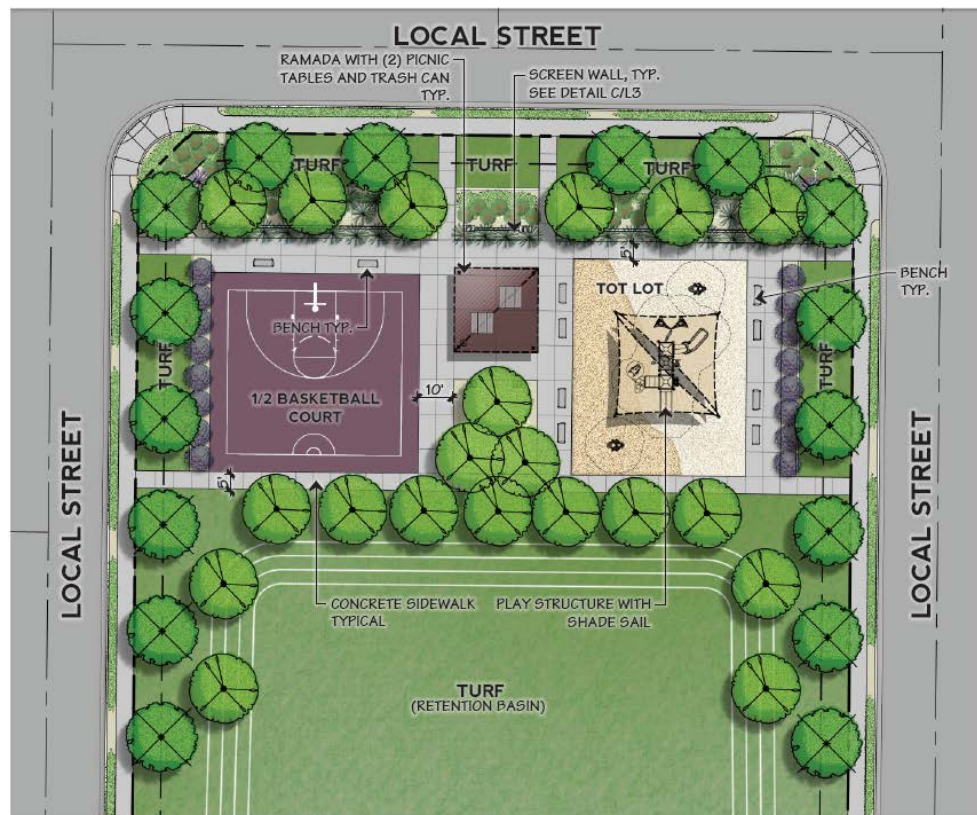 LOCAL STREET
RAMADA WITH (2) PICNIC
TABLES AND TRASH CAN
TYP.
SCREEN WALL, TYP.
SEE DETAIL C/L3
TURF
TURF
TURF
5'
TOT LOT
BENCH
TYP.
BENCH TYP.
TURF
TURF
10'
1/2 BASKETBALL
COURT
5'
LOCAL STREET
LOCAL STREET
CONCRETE SIDEWALK
TYPICAL
PLAY STRUCTURE WITH
SHADE SAIL
TURF
(RETENTION BASIN)